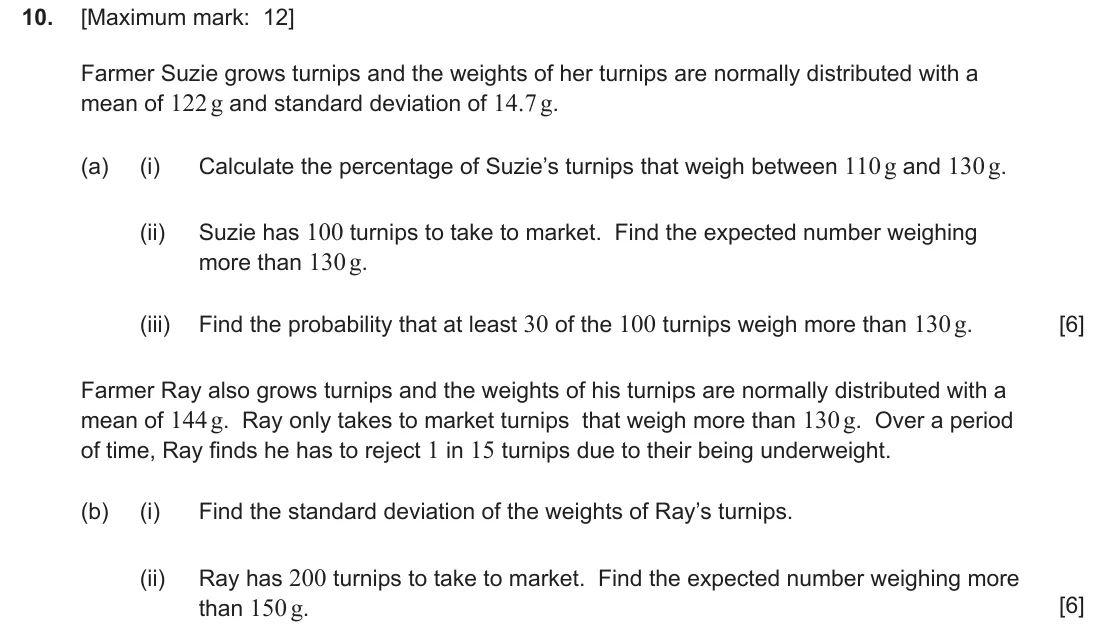 10. [Maximum mark: 12]
Farmer Suzie grows turnips and the weights of her turnips are normally distributed with a
mean of 122 g and standard deviation of 14.7 g.
(a) (i) Calculate the percentage of Suzie's turnips that weigh between 110 g and 130 g.
(ii) Suzie has 100 turnips to take to market. Find the expected number weighing
more than 130 g.
(iii) Find the probability that at least 30 of the 100 turnips weigh more than 130 g. [6]
Farmer Ray also grows turnips and the weights of his turnips are normally distributed with a
mean of 144 g. Ray only takes to market turnips that weigh more than 130 g. Over a period
of time, Ray finds he has to reject 1 in 15 turnips due to their being underweight.
(b) (i) Find the standard deviation of the weights of Ray's turnips.
(ii) Ray has 200 turnips to take to market. Find the expected number weighing more
than 150 g. [6]